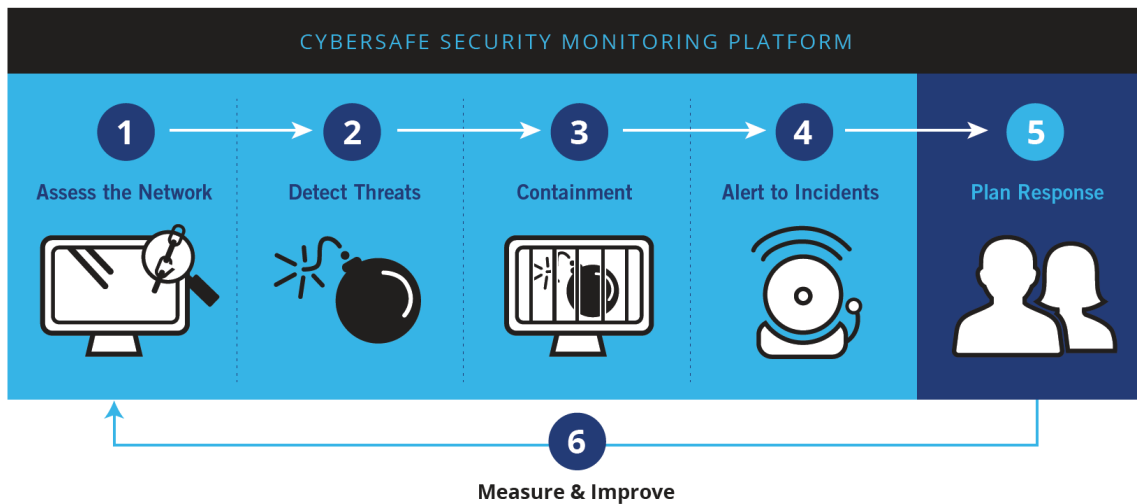 CYBERSAFE SECURITY MONITORING PLATFORM
1
2
3
4
5
Assess the Network
Detect Threats
Containment
Alert to Incidents
Plan Response
6
Measure & Improve